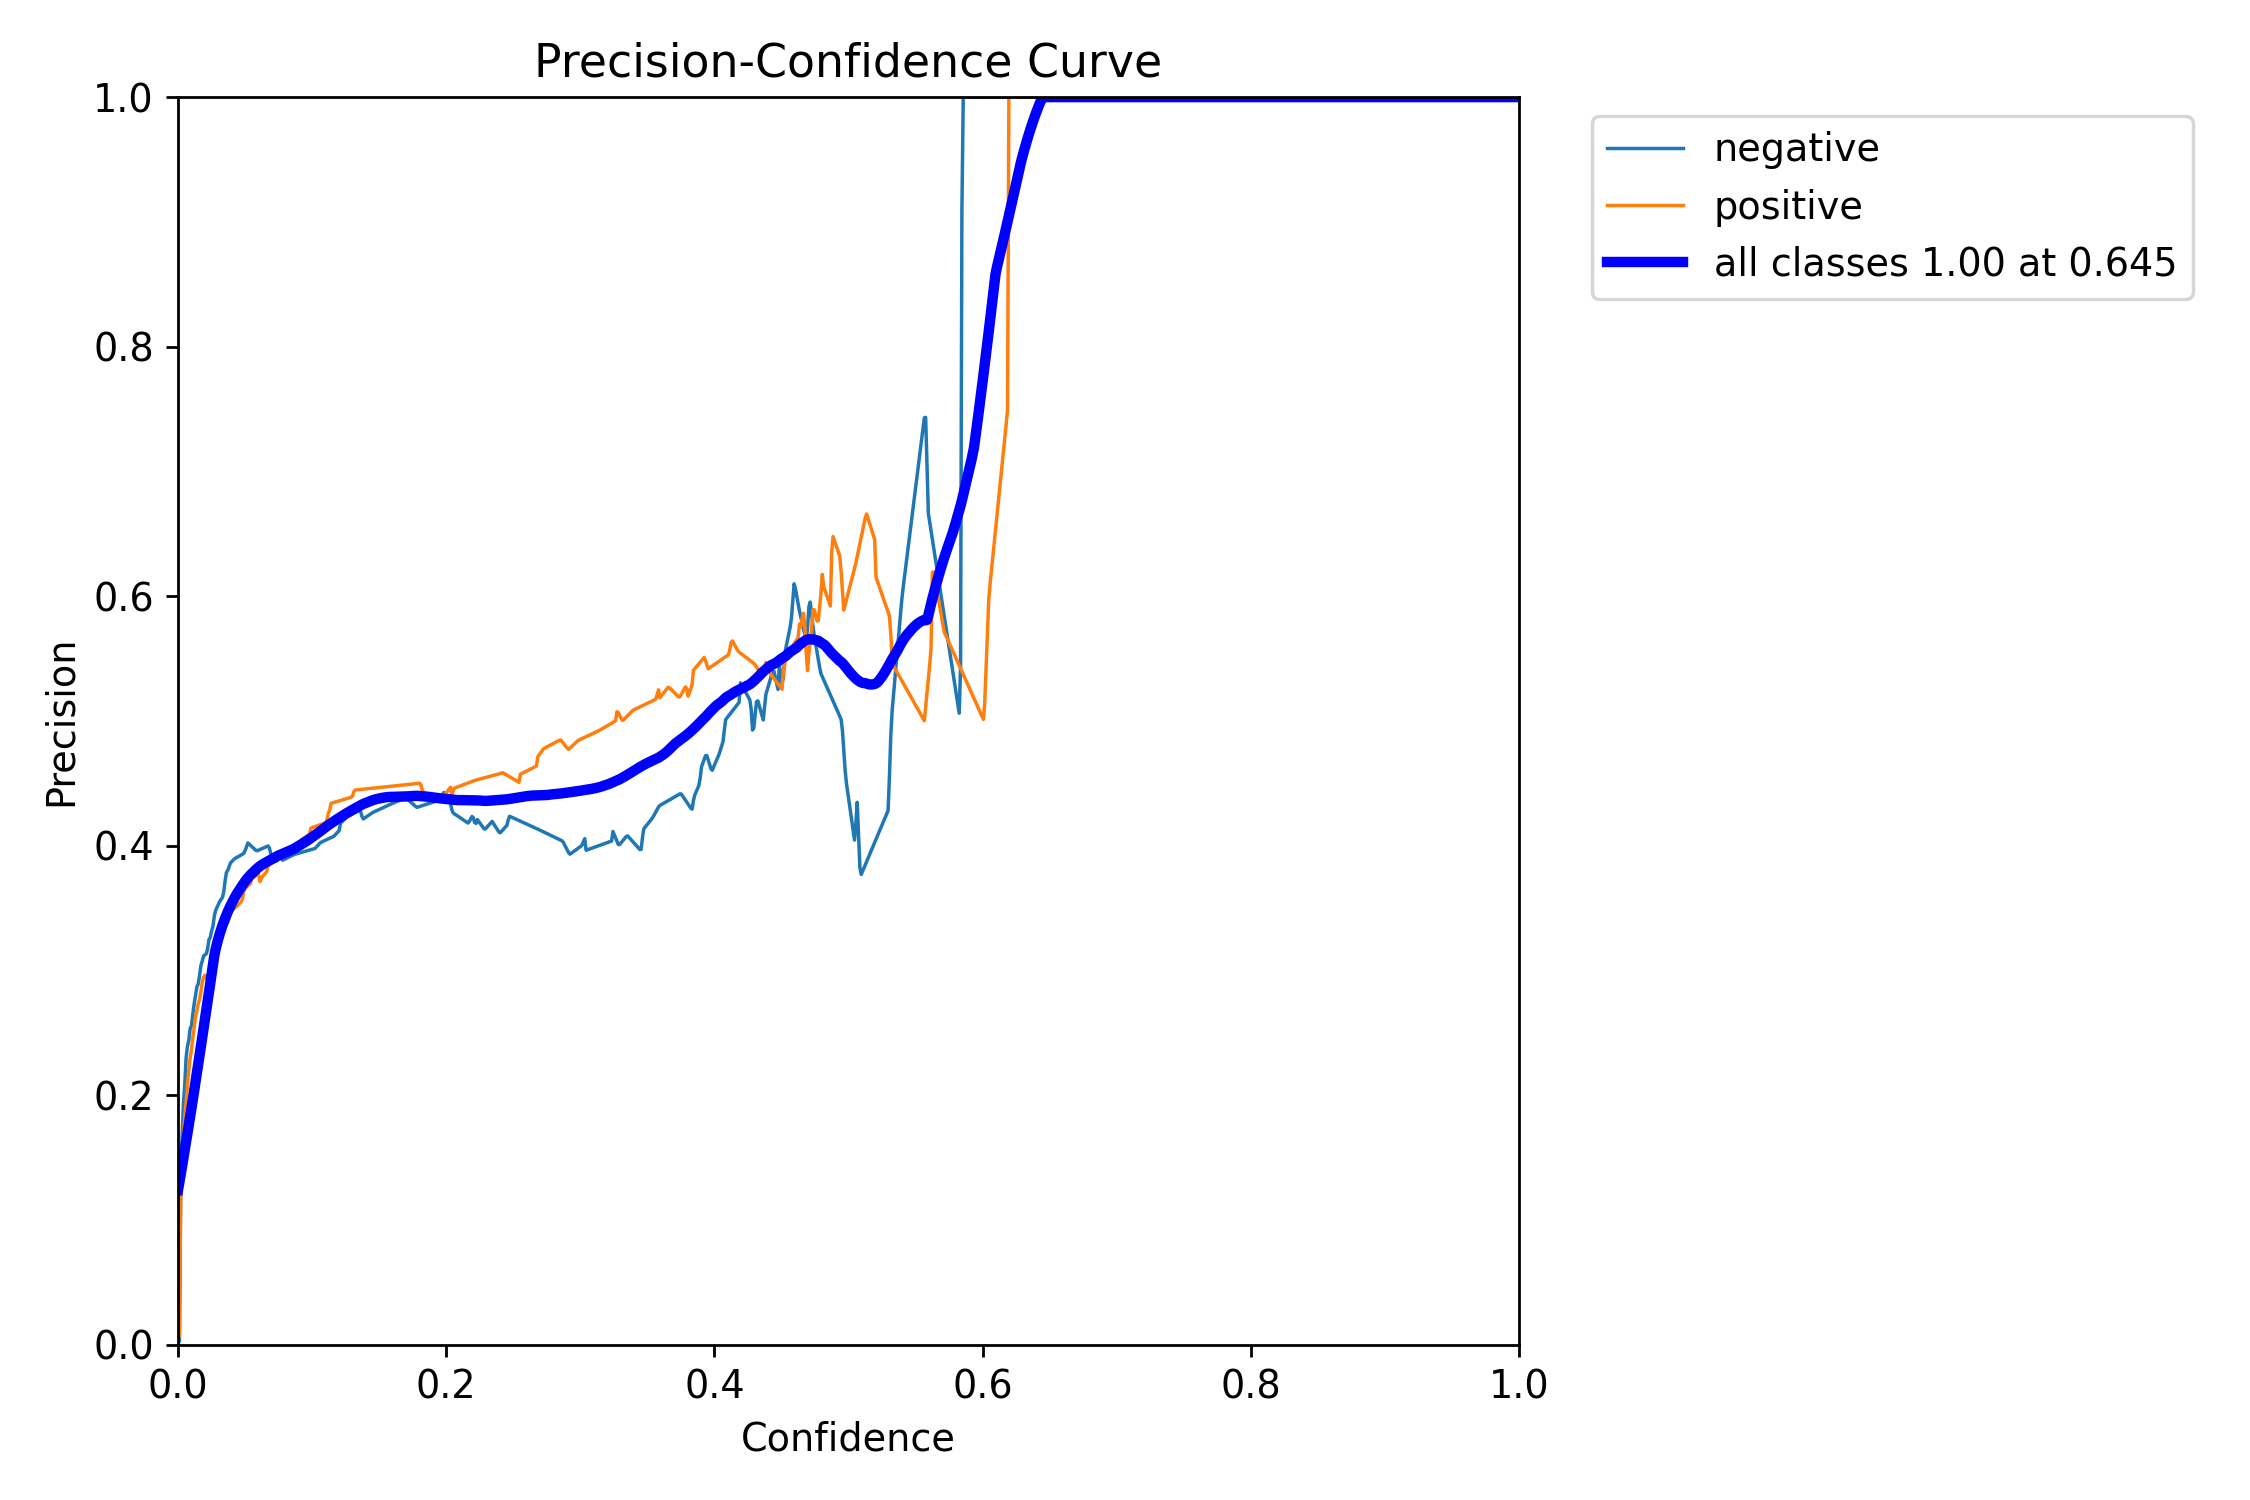 Precision-Confidence Curve
1.0
0.8
0.6
0.4
0.2
0.0
Precision
0.0 0.2 0.4 0.6 0.8 1.0
Confidence
negative
positive
all classes 1.00 at 0.645